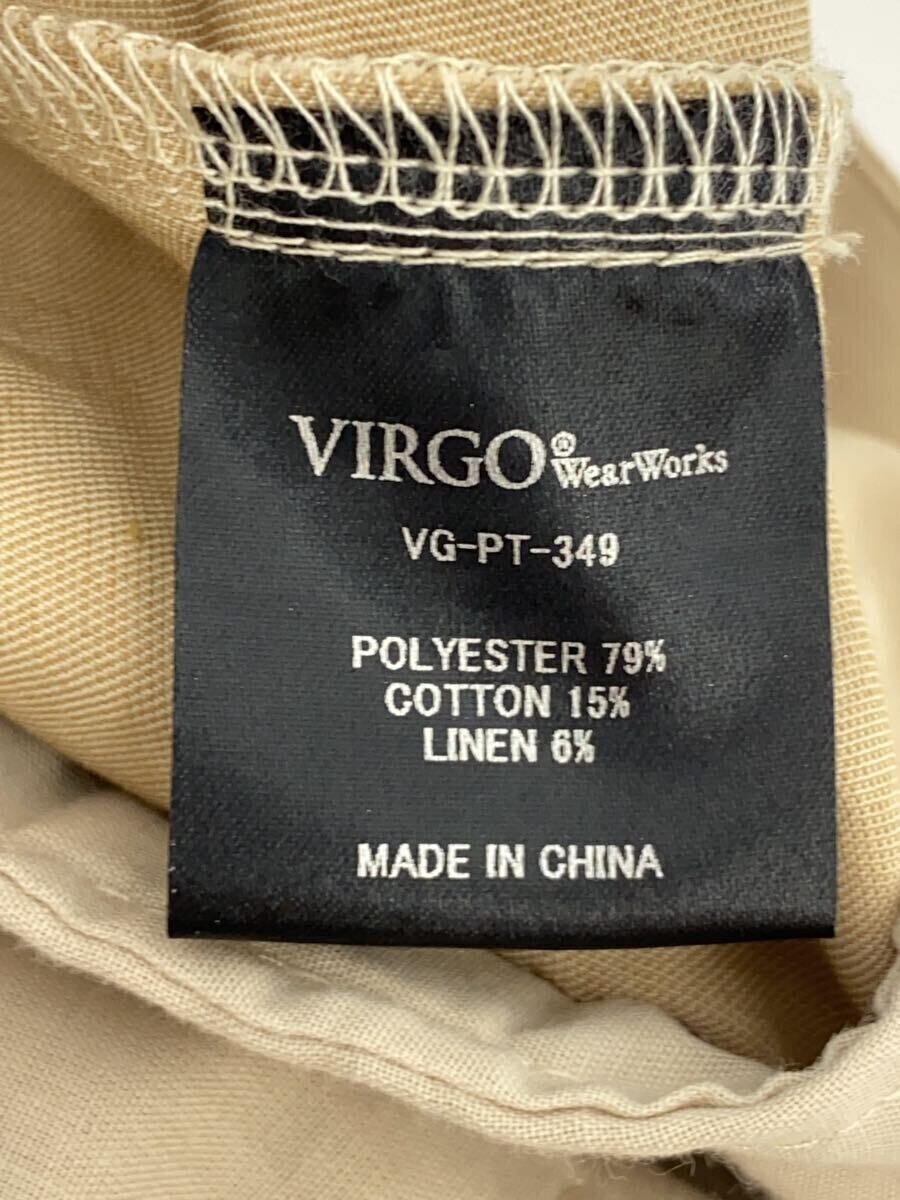 VIRGO® WearWorks
VG-PT-349
POLYESTER 79%
COTTON 15%
LINEN 6%
MADE IN CHINA